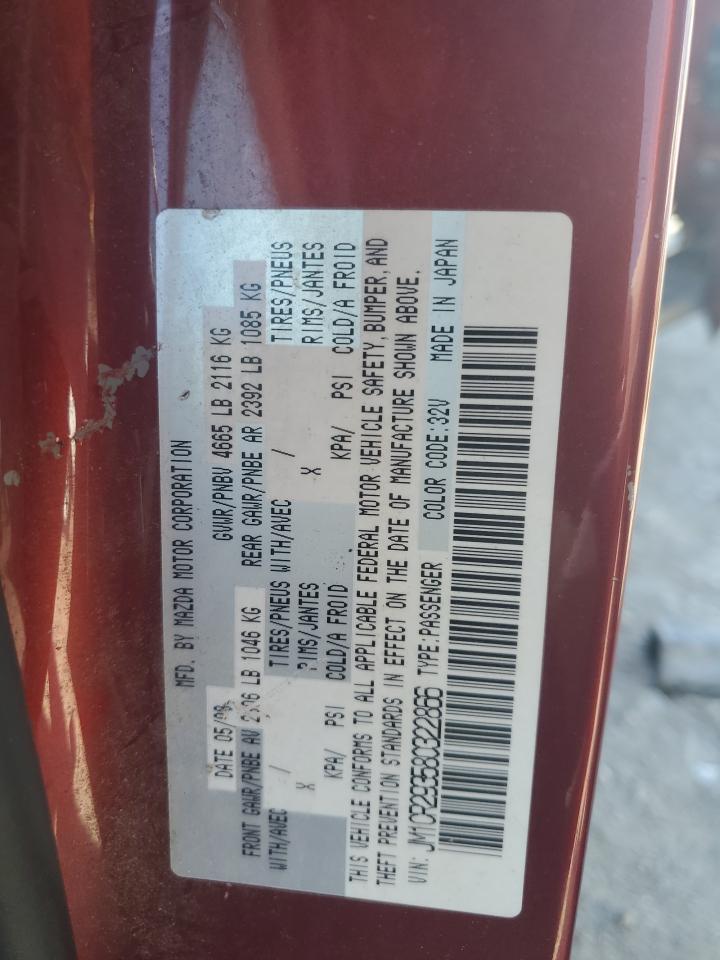 MFD. BY MAZDA MOTOR CORPORATION
DATE GVWR/PNBV 4665 LB 2116 KG
FRONT GAWR/PNBE AV LB 1046 KG REAR GAWR/PNBE AR 2392 LB 1085 KG
WITH/AVEC / TIRES/PNEUS WITH/AVEC / TIRES/PNEUS
X RIMS/JANTES X RIMS/JANTES
KPA/ PSI COLD/A FROID KPA/ PSI COLD/A FROID
THIS VEHICLE CONFORMS TO ALL APPLICABLE FEDERAL MOTOR VEHICLE SAFETY, BUMPER, AND
THEFT PREVENTION STANDARDS IN EFFECT ON THE DATE OF MANUFACTURE SHOWN ABOVE.
VIN: JM1CR293580322866 TYPE:PASSENGER COLOR CODE:32V MADE IN JAPAN